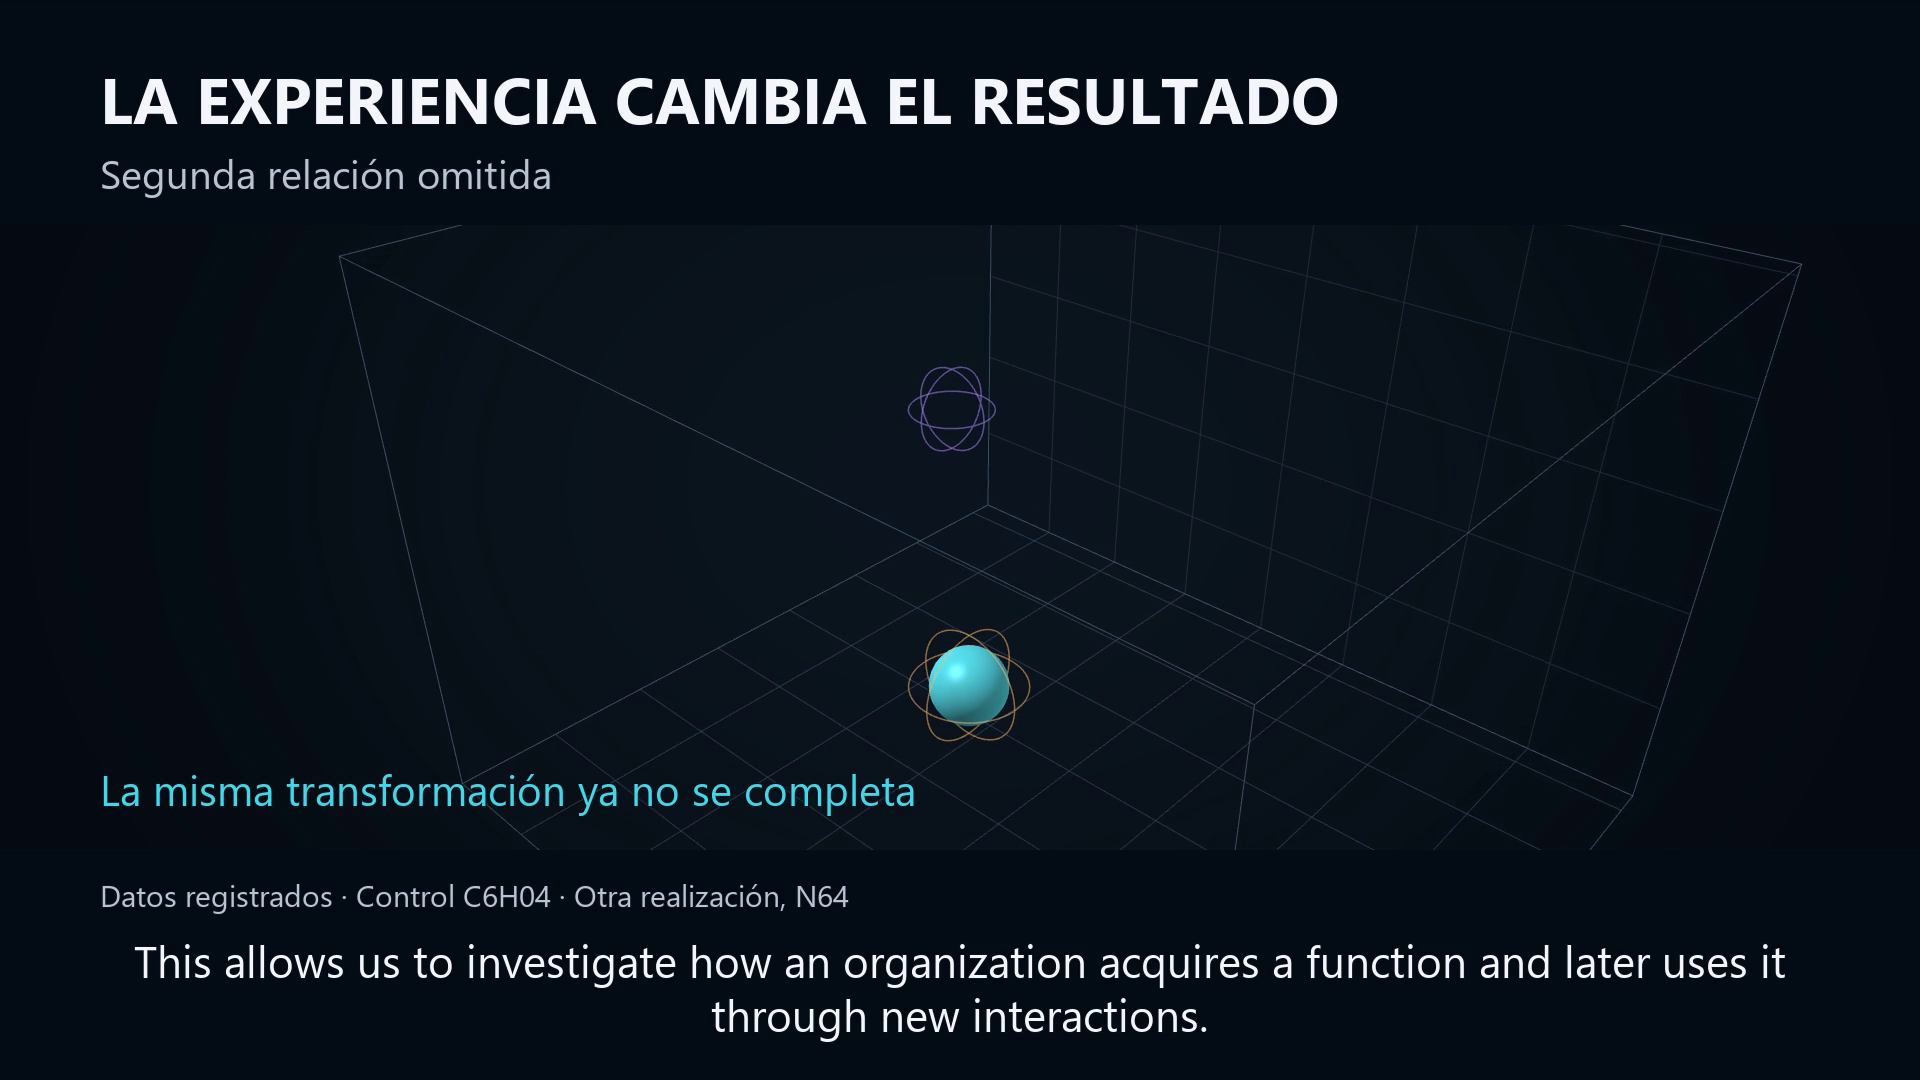 LA EXPERIENCIA CAMBIA EL RESULTADO
Segunda relación omitida
La misma transformación ya no se completa
Datos registrados · Control C6H04 · Otra realización, N64
This allows us to investigate how an organization acquires a function and later uses it
through new interactions.